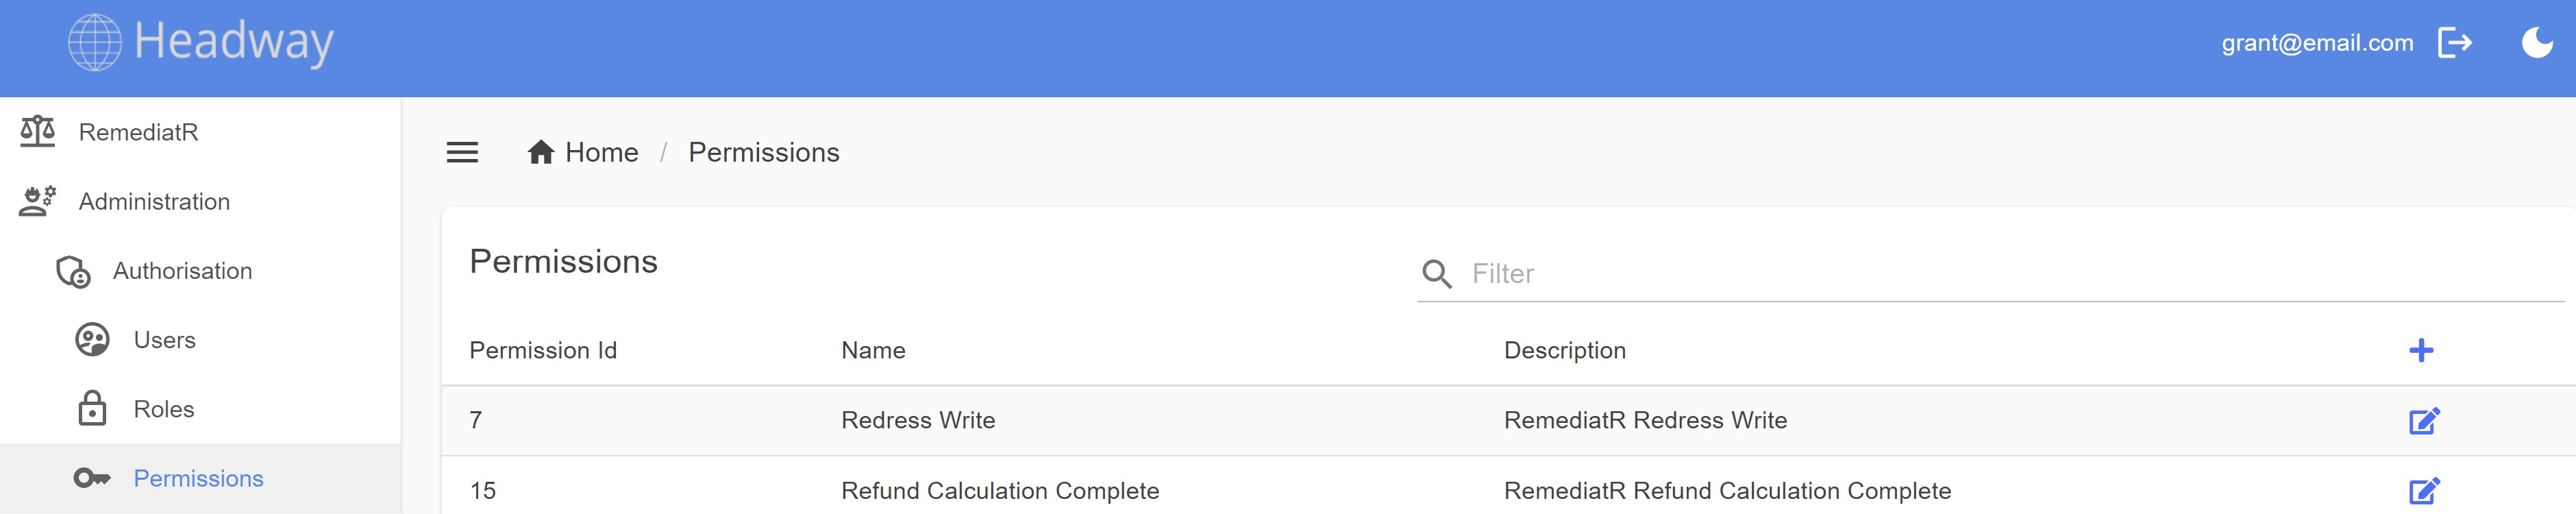 Headway
grant@email.com
RemediatR
Administration
Authorisation
Users
Roles
Permissions
Home / Permissions
Permissions
Filter
Permission Id Name Description
7 Redress Write RemediatR Redress Write
15 Refund Calculation Complete RemediatR Refund Calculation Complete